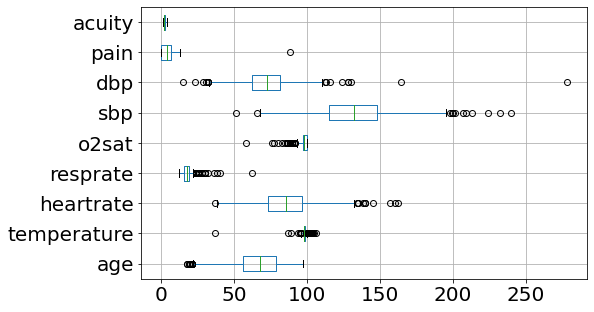 acuity
pain
dbp
sbp
o2sat
resprate
heartrate
temperature
age
0 50 100 150 200 250